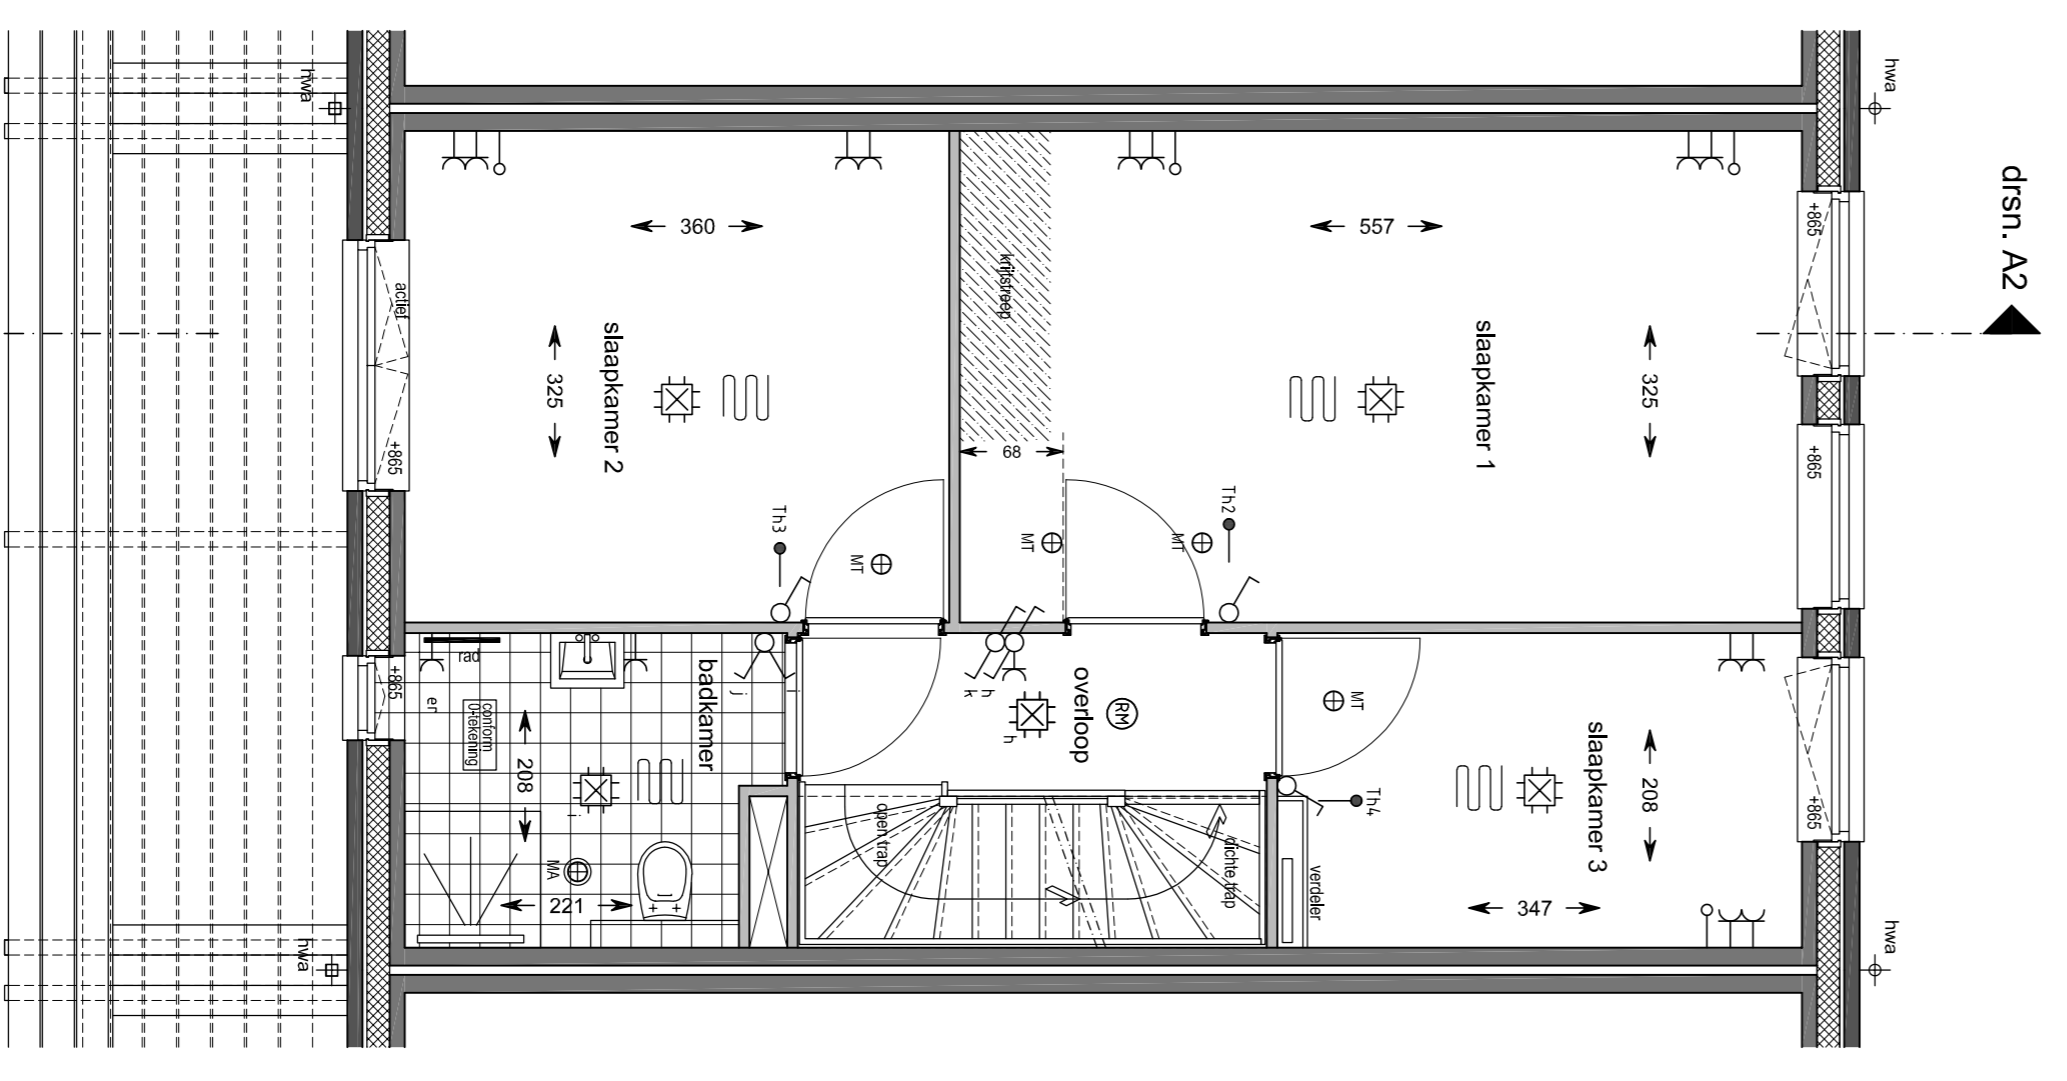 hwa
hwa
drsn. A2
+865
360
557
krijtstreep
actief
slaapkamer 2
325
slaapkamer 1
325
+865
68
+865
Th3
MT
MT
MT
Th2
rad
+865
er
conform
0-tekening
208
badkamer
j
i
k
h
overloop
RM
h
MT
slaapkamer 3
208
+865
i
Th4
open trap
dichte trap
verdeler
MA
221
347
hwa
hwa